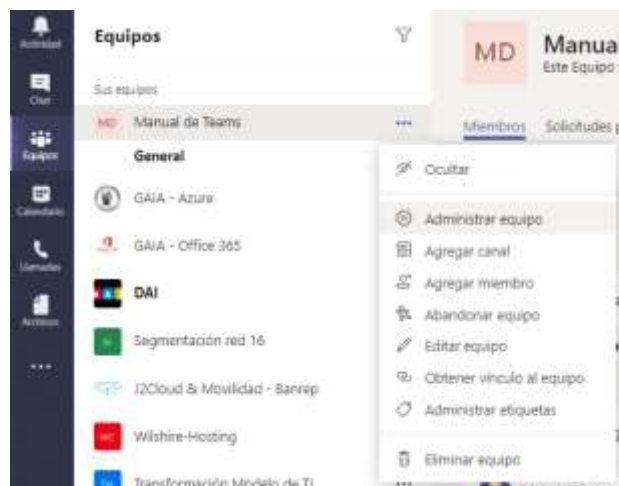 Actividad
Chat
Equipos
Calendario
Llamadas
Archivos
Equipos
Sus equipos
MD Manual de Teams
General
GAIA - Azure
GAIA - Office 365
DAI
Segmentación red 16
J2Cloud & Movilidad - Banrep
Wilshire-Hosting
Transformación Modelo de TI
MD
Manual
Este Equipo
Miembros Solicitudes p
Ocultar
Administrar equipo
Agregar canal
Agregar miembro
Abandonar equipo
Editar equipo
Obtener vínculo al equipo
Administrar etiquetas
Eliminar equipo